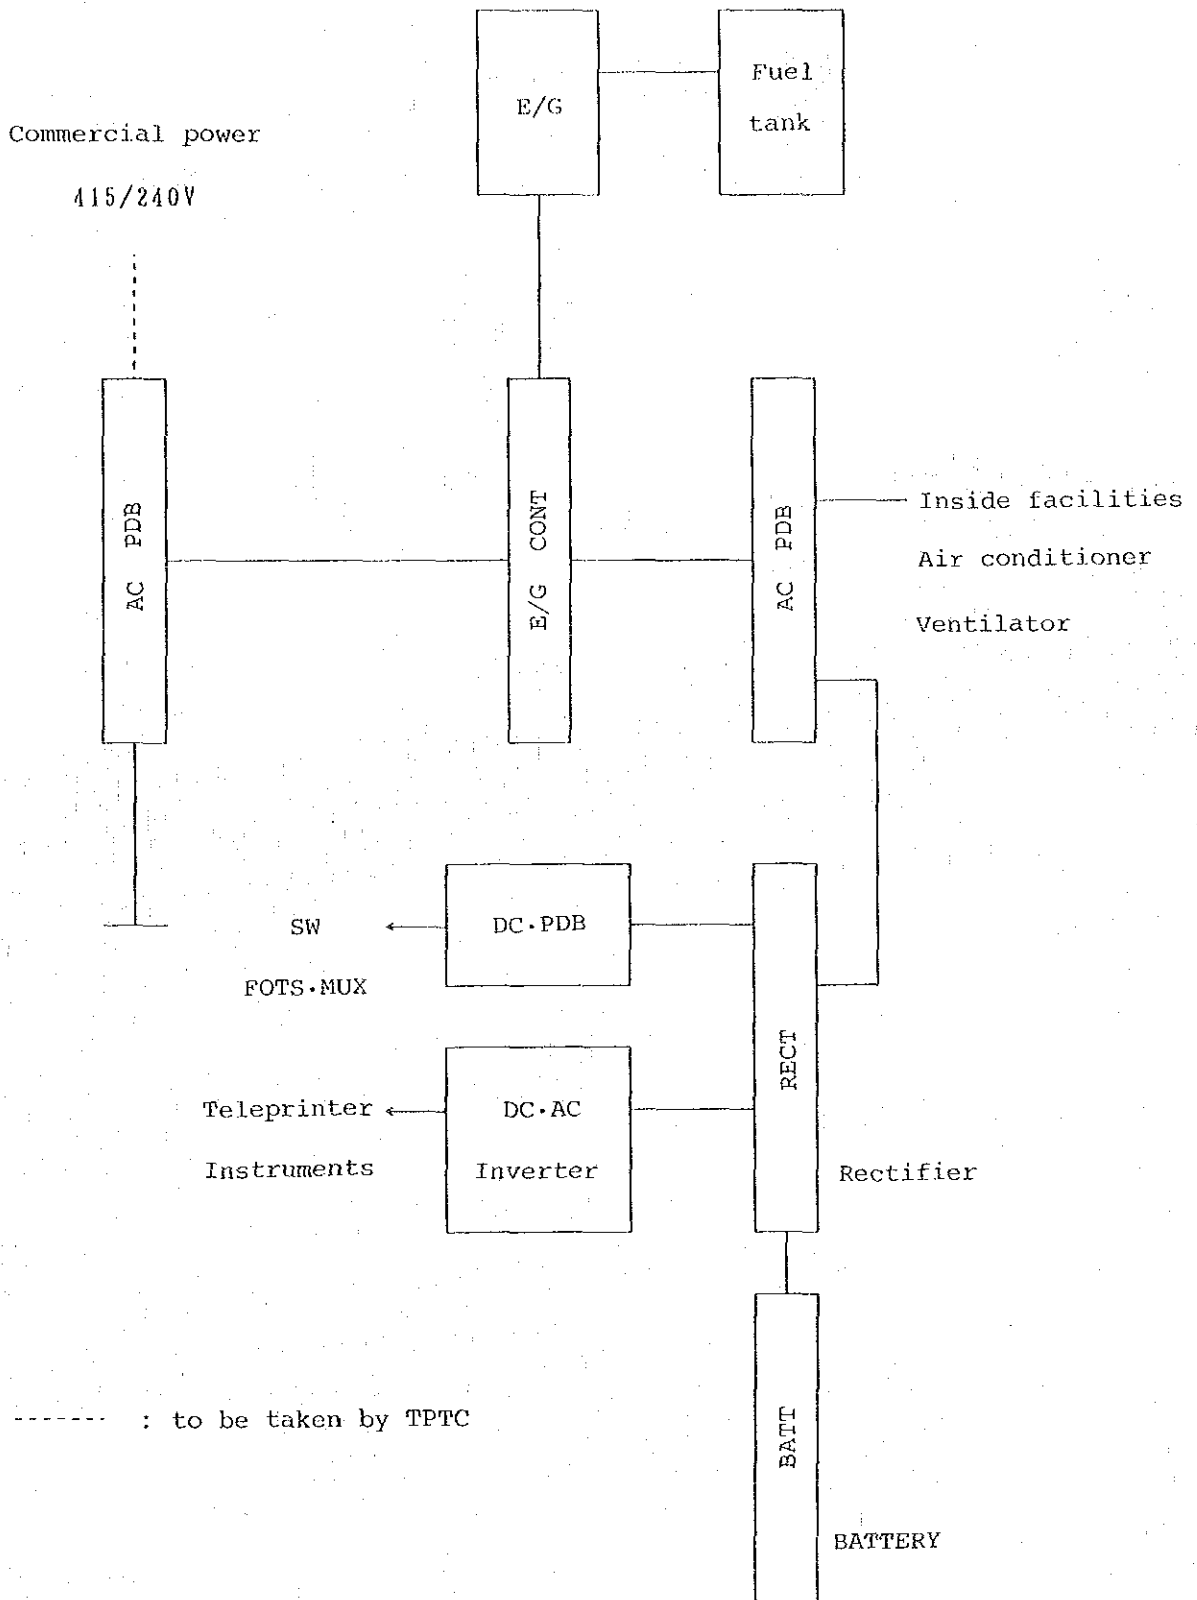 E/G
Fuel
tank
Commercial power
415/240V
AC PDB
E/G CONT
AC PDB
Inside facilities
Air conditioner
Ventilator
SW
FOTS·MUX
DC·PDB
Teleprinter
Instruments
DC·AC
Inverter
RECT
Rectifier
------- : to be taken by TPTC
BATT
BATTERY